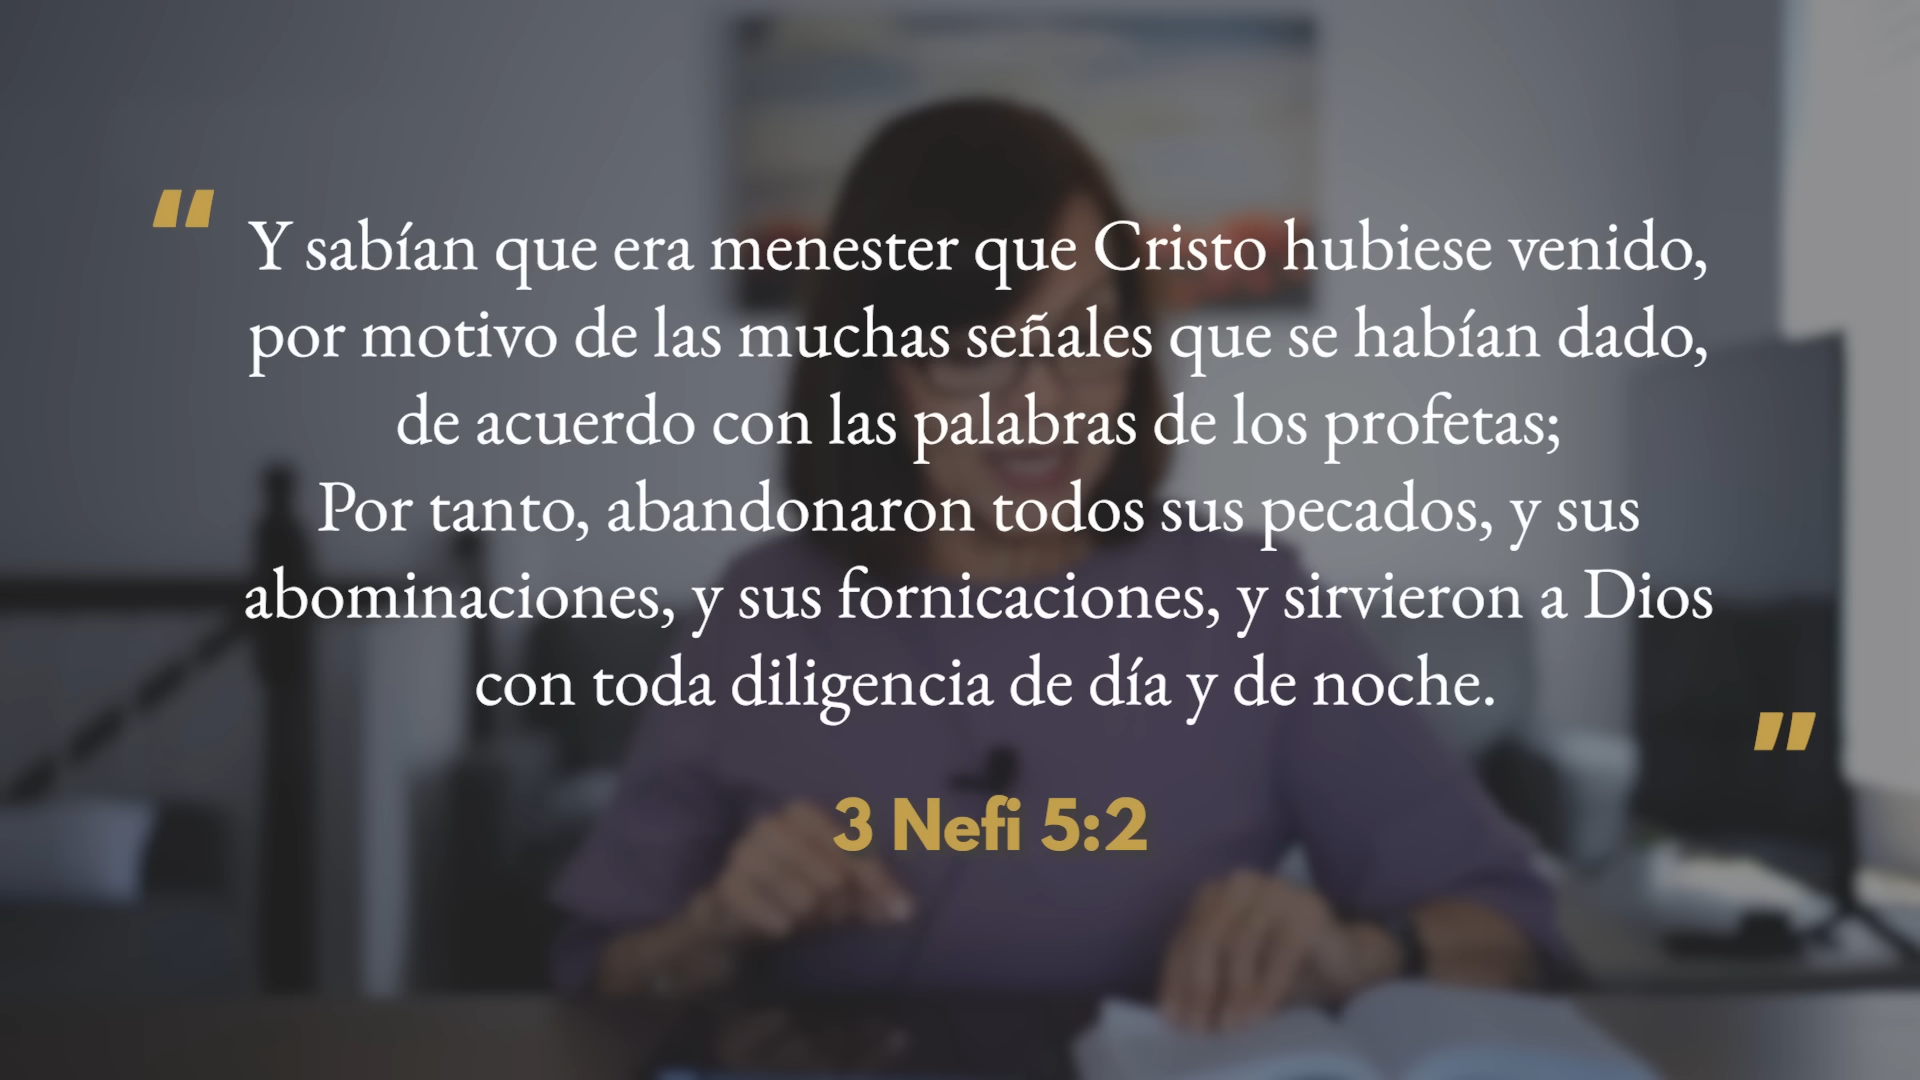 “
Y sabían que era menester que Cristo hubiese venido,
por motivo de las muchas señales que se habían dado,
de acuerdo con las palabras de los profetas;
Por tanto, abandonaron todos sus pecados, y sus
abominaciones, y sus fornicaciones, y sirvieron a Dios
con toda diligencia de día y de noche.
”
3 Nefi 5:2